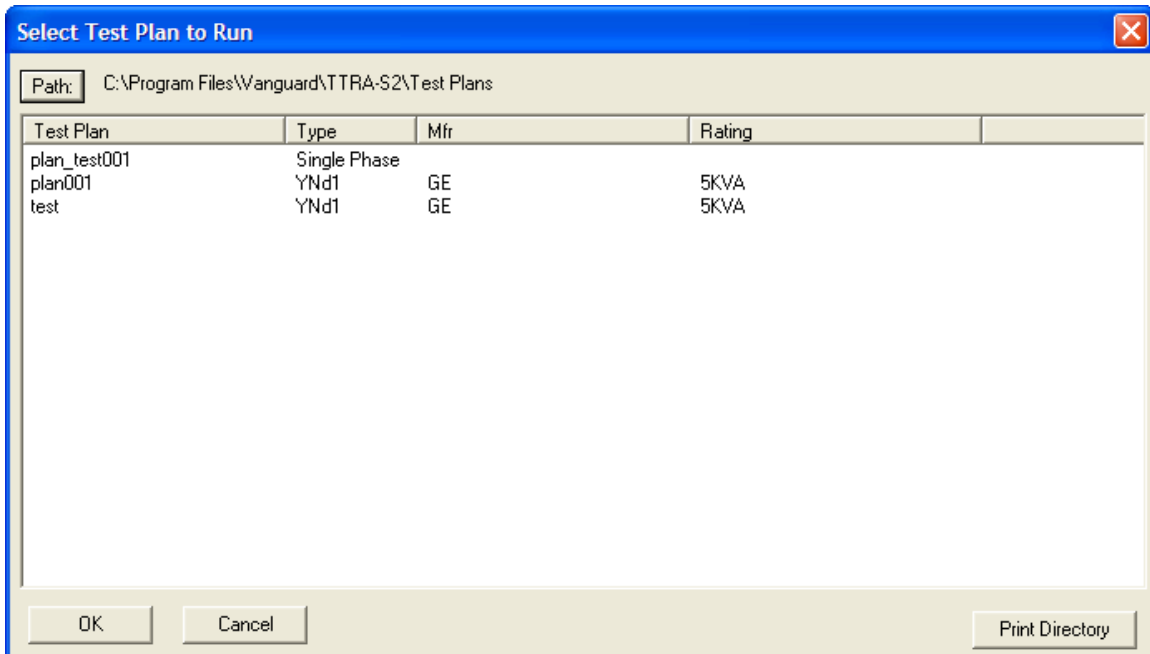 Select Test Plan to Run
Path: C:\Program Files\Vanguard\TTRA-S2\Test Plans
Test Plan Type Mfr Rating
plan_test001 Single Phase
plan001 YNd1 GE 5KVA
test YNd1 GE 5KVA
OK Cancel Print Directory